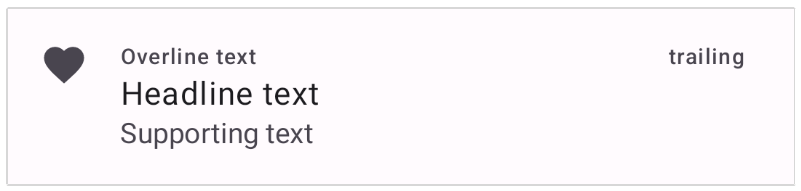 Overline text
trailing
Headline text
Supporting text